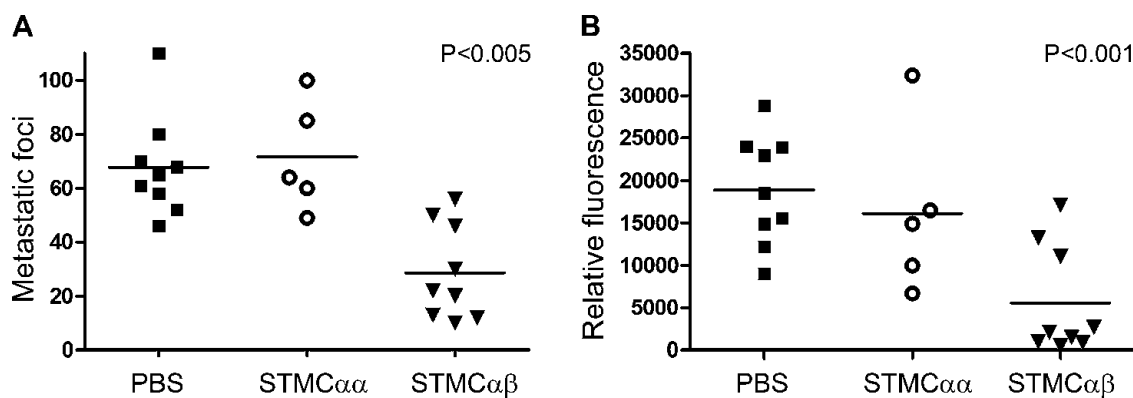 A
P<0.005
Metastatic foci
100
80
60
40
20
0
PBS
STMCαα
STMCαβ
B
P<0.001
Relative fluorescence
35000
30000
25000
20000
15000
10000
5000
0
PBS
STMCαα
STMCαβ